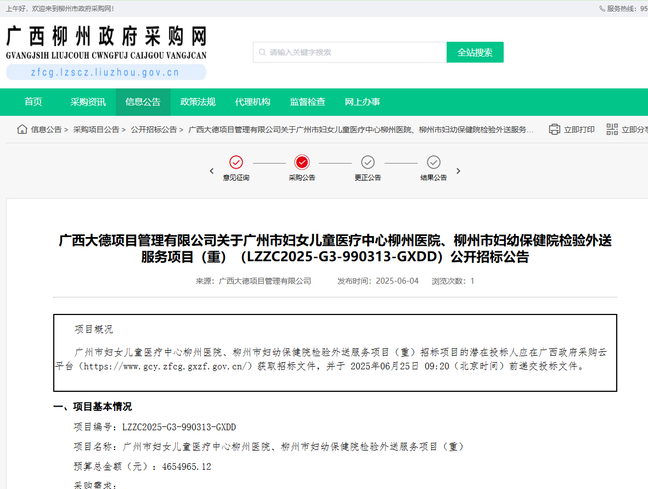 上午好，欢迎来到柳州市政府采购网！
服务热线：95
广西柳州政府采购网
GVANGJSIH LIUJCOUH CWNGFUJ CAIJGOU VANGJCAN
zfcg.lzscz.liuzhou.gov.cn
请输入关键字搜索
全站搜索
首页 采购资讯 信息公告 政策法规 代理机构 监督检查 网上办事
信息公告 > 采购项目公告 > 公开招标公告 > 广西大德项目管理有限公司关于广州市妇女儿童医疗中心柳州医院、柳州市妇幼保健院检验外送服务... 立即打印 立即分享
意见征询 采购公告 更正公告 结果公告
广西大德项目管理有限公司关于广州市妇女儿童医疗中心柳州医院、柳州市妇幼保健院检验外送
服务项目（重）（LZZC2025-G3-990313-GXDD）公开招标公告
来源：广西大德项目管理有限公司 发布时间：2025-06-04 浏览次数：1
项目概况
广州市妇女儿童医疗中心柳州医院、柳州市妇幼保健院检验外送服务项目（重）招标项目的潜在投标人应在广西政府采购云
平台（https://www.gcy.zfcg.gxzf.gov.cn/）获取招标文件，并于 2025年06月25日 09:20（北京时间）前递交投标文件。
一、项目基本情况
项目编号：LZZC2025-G3-990313-GXDD
项目名称：广州市妇女儿童医疗中心柳州医院、柳州市妇幼保健院检验外送服务项目（重）
预算总金额（元）：4654965.12
采购需求：